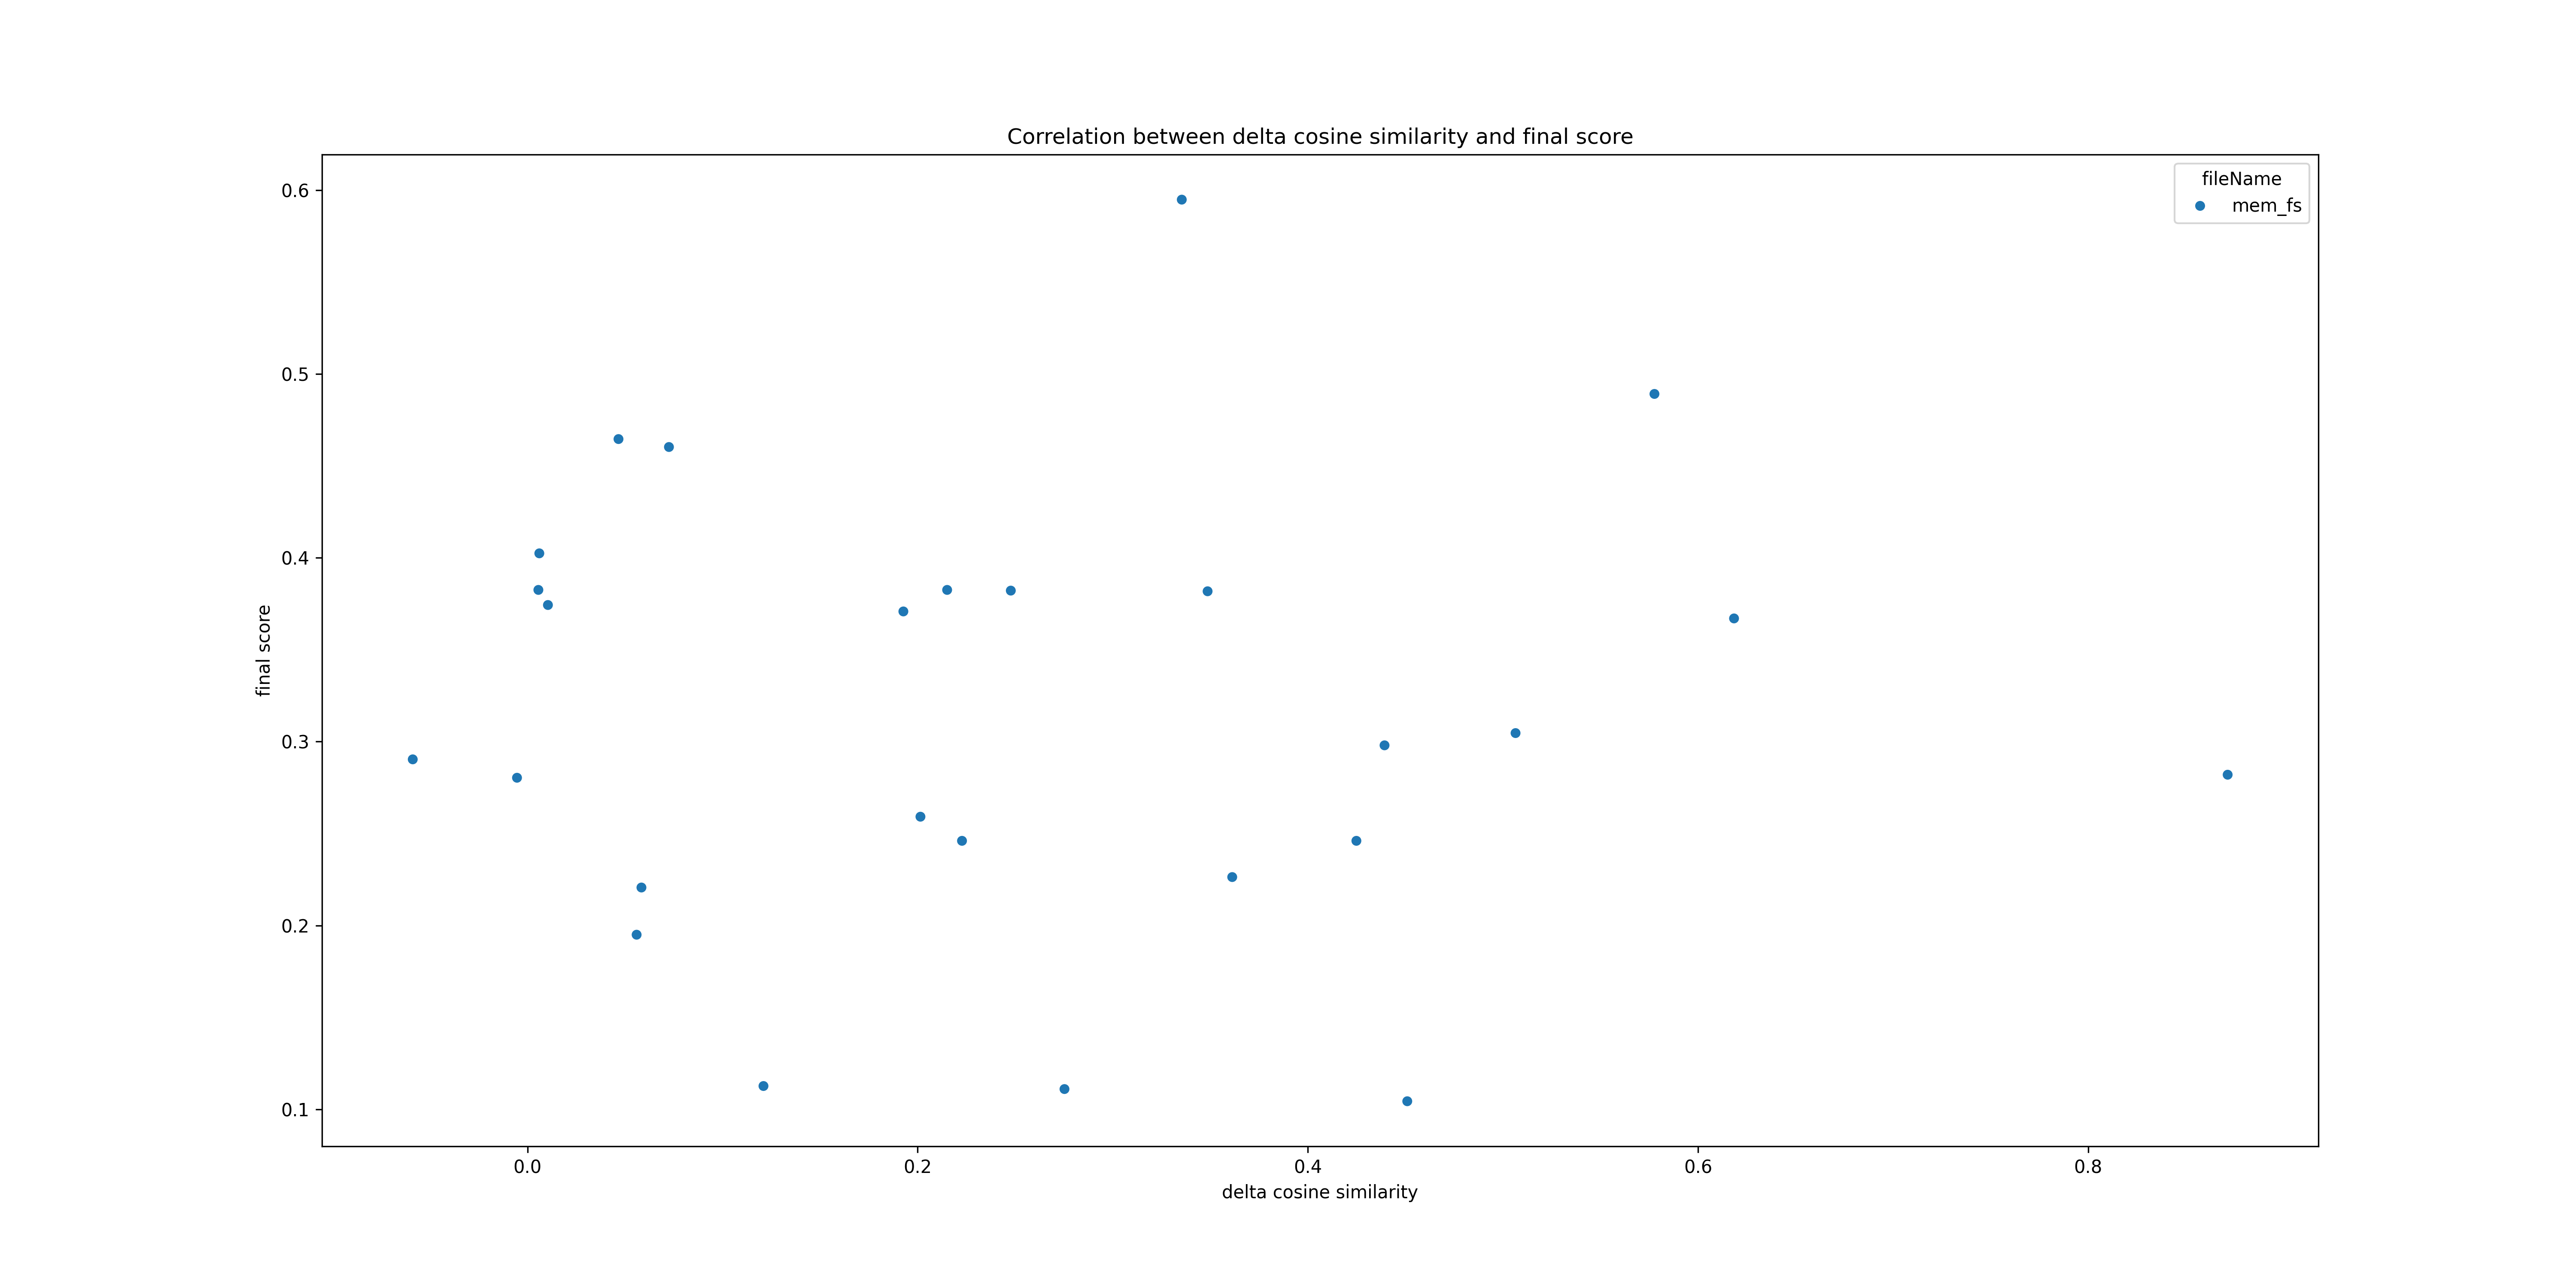 Correlation between delta cosine similarity and final score
fileName
mem_fs
0.6
0.5
0.4
0.3
0.2
0.1
final score
0.0 0.2 0.4 0.6 0.8
delta cosine similarity